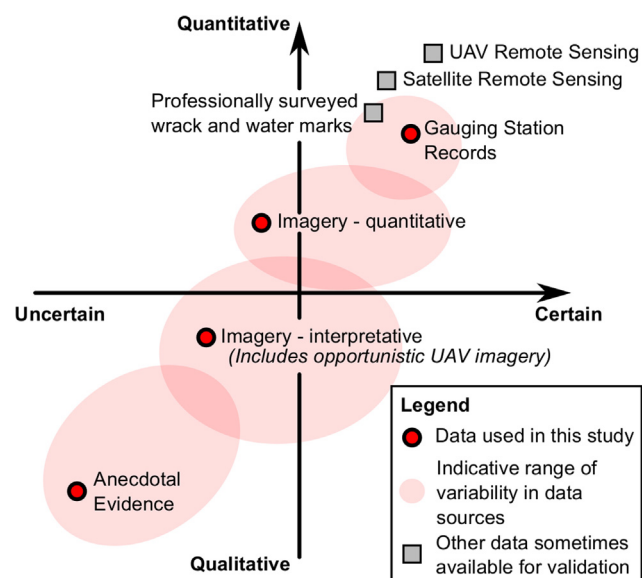 Quantitative
UAV Remote Sensing
Satellite Remote Sensing
Professionally surveyed
wrack and water marks
Gauging Station
Records
Imagery - quantitative
Uncertain
Certain
Imagery - interpretative
(Includes opportunistic UAV imagery)
Anecdotal
Evidence
Qualitative
Legend
Data used in this study
Indicative range of
variability in data
sources
Other data sometimes
available for validation